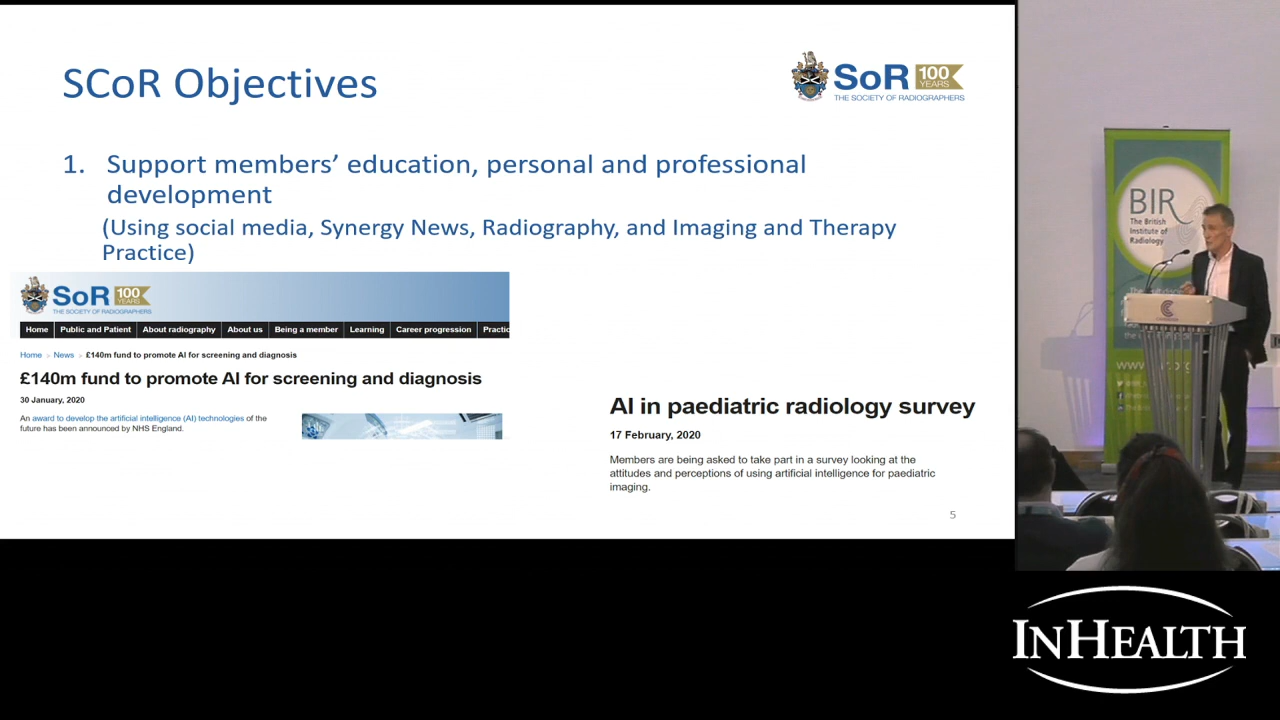 SCoR Objectives
SoR 100 YEARS
THE SOCIETY OF RADIOGRAPHERS
1. Support members’ education, personal and professional
development
(Using social media, Synergy News, Radiography, and Imaging and Therapy
Practice)
SoR 100 YEARS
THE SOCIETY OF RADIOGRAPHERS
Home Public and Patient About radiography About us Being a member Learning Career progression Practic
Home > News > £140m fund to promote AI for screening and diagnosis
£140m fund to promote AI for screening and diagnosis
30 January, 2020
An award to develop the artificial intelligence (AI) technologies of the
future has been announced by NHS England.
AI in paediatric radiology survey
17 February, 2020
Members are being asked to take part in a survey looking at the
attitudes and perceptions of using artificial intelligence for paediatric
imaging.
5
BIR
The British
Institute of
Radiology
INHEALTH